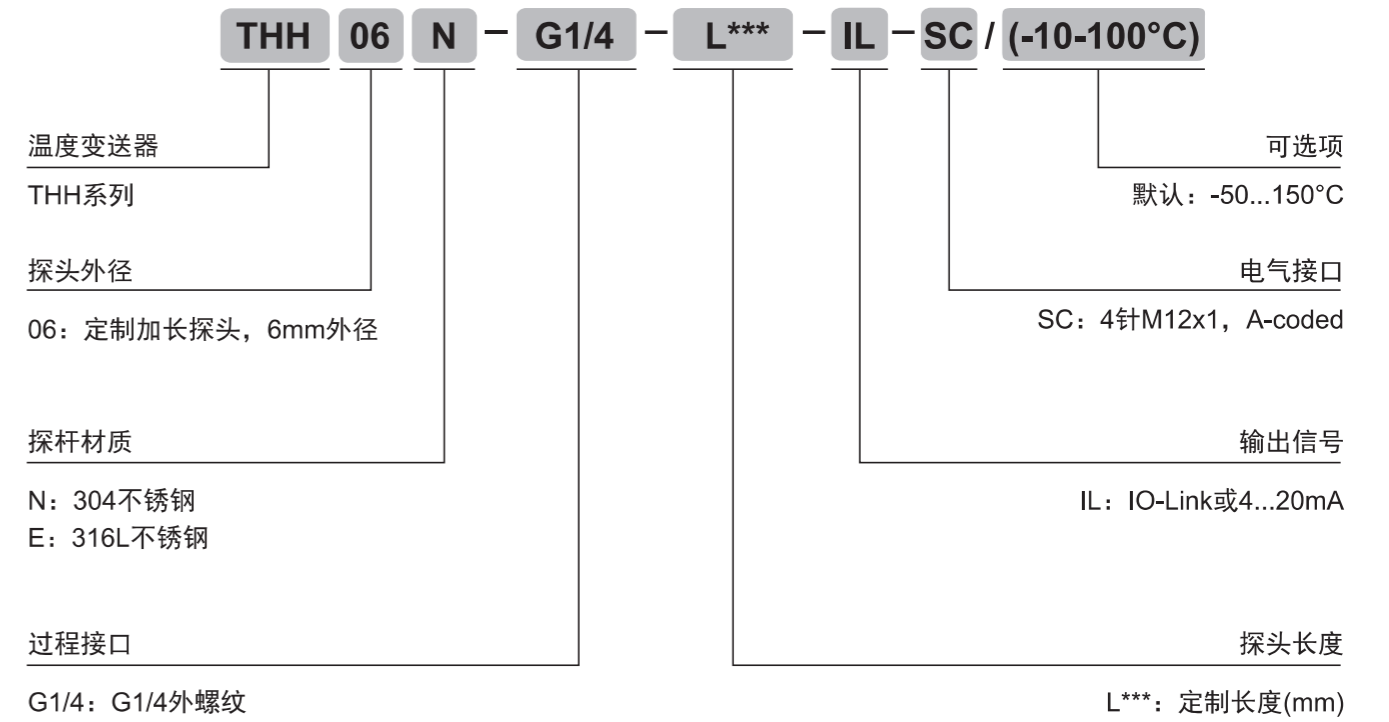 THH 06 N - G1/4 - L*** - IL - SC / (-10-100°C)
温度变送器
THH系列
探头外径
06：定制加长探头，6mm外径
探杆材质
N：304不锈钢
E：316L不锈钢
过程接口
G1/4：G1/4外螺纹
可选项
默认：-50...150°C
电气接口
SC：4针M12x1，A-coded
输出信号
IL：IO-Link或4...20mA
探头长度
L***：定制长度(mm)